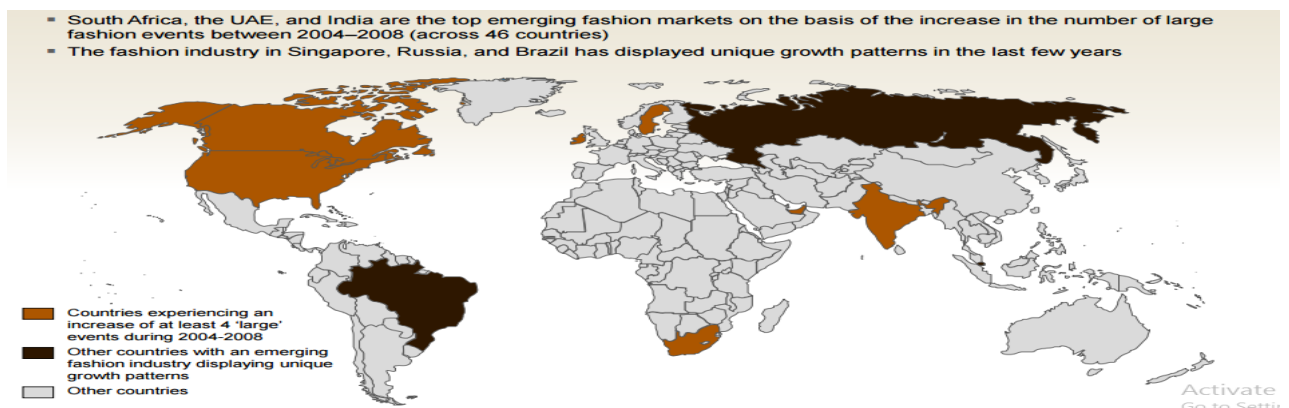 ▪ South Africa, the UAE, and India are the top emerging fashion markets on the basis of the increase in the number of large
fashion events between 2004–2008 (across 46 countries)
▪ The fashion industry in Singapore, Russia, and Brazil has displayed unique growth patterns in the last few years
Countries experiencing an
increase of at least 4 'large'
events during 2004-2008
Other countries with an emerging
fashion industry displaying unique
growth patterns
Other countries
Activate
Go to